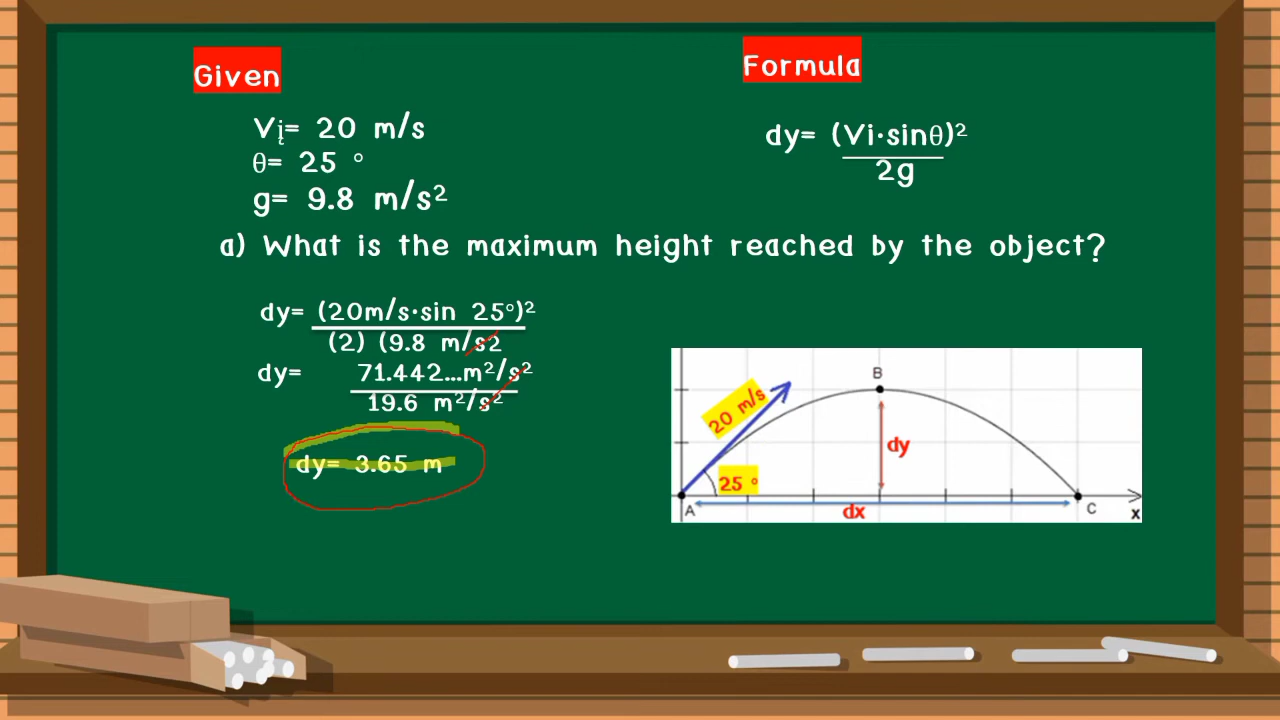 Given
Vį= 20 m/s
θ= 25 °
g= 9.8 m/s²
Formula
dy= (Vi·sinθ)²
2g
a) What is the maximum height reached by the object?
dy= (20m/s·sin 25°)²
(2) (9.8 m/s2
dy= 71.442...m²/s²
19.6 m²/s²
dy= 3.65 m
B
20 m/s
dy
25 °
A
dx
C
x